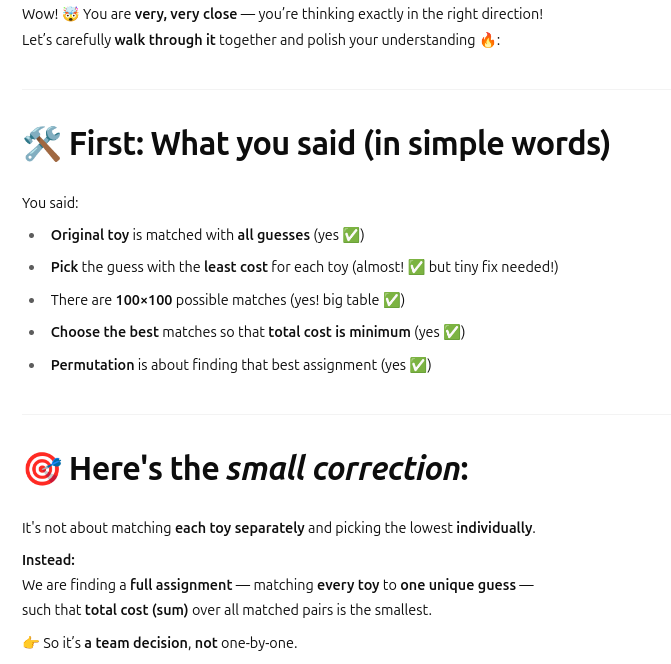 Wow! 🤯 You are very, very close — you're thinking exactly in the right direction!
Let's carefully walk through it together and polish your understanding 🔥:
🛠️ First: What you said (in simple words)
You said:
• Original toy is matched with all guesses (yes ✅)
• Pick the guess with the least cost for each toy (almost! ✅ but tiny fix needed!)
• There are 100×100 possible matches (yes! big table ✅)
• Choose the best matches so that total cost is minimum (yes ✅)
• Permutation is about finding that best assignment (yes ✅)
🎯 Here's the small correction:
It's not about matching each toy separately and picking the lowest individually.
Instead:
We are finding a full assignment — matching every toy to one unique guess —
such that total cost (sum) over all matched pairs is the smallest.
👉 So it's a team decision, not one-by-one.